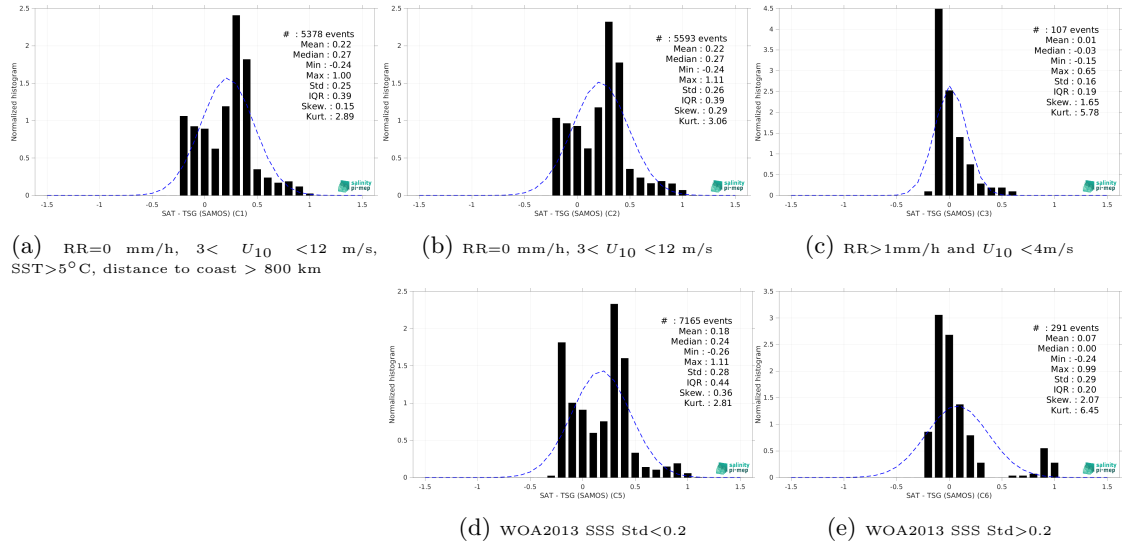 2.5
2
1.5
1
0.5
0
Normalized histogram
# : 5378 events
Mean : 0.22
Median : 0.27
Min : -0.24
Max : 1.00
Std : 0.25
IQR : 0.39
Skew. : 0.15
Kurt. : 2.89
salinity
pi-mep
-1.5 -1 -0.5 0 0.5 1 1.5
SAT - TSG (SAMOS) (C1)
(a) RR=0 mm/h, 3< U10 <12 m/s,
SST>5°C, distance to coast > 800 km
2.5
2
1.5
1
0.5
0
Normalized histogram
# : 5593 events
Mean : 0.22
Median : 0.27
Min : -0.24
Max : 1.11
Std : 0.26
IQR : 0.39
Skew. : 0.29
Kurt. : 3.06
salinity
pi-mep
-1.5 -1 -0.5 0 0.5 1 1.5
SAT - TSG (SAMOS) (C2)
(b) RR=0 mm/h, 3< U10 <12 m/s
4.5
4
3.5
3
2.5
2
1.5
1
0.5
0
Normalized histogram
# : 107 events
Mean : 0.01
Median : -0.03
Min : -0.15
Max : 0.65
Std : 0.16
IQR : 0.19
Skew. : 1.65
Kurt. : 5.78
salinity
pi-mep
-1.5 -1 -0.5 0 0.5 1 1.5
SAT - TSG (SAMOS) (C3)
(c) RR>1mm/h and U10 <4m/s
2.5
2
1.5
1
0.5
0
Normalized histogram
# : 7165 events
Mean : 0.18
Median : 0.24
Min : -0.26
Max : 1.11
Std : 0.28
IQR : 0.44
Skew. : 0.36
Kurt. : 2.81
salinity
pi-mep
-1.5 -1 -0.5 0 0.5 1 1.5
SAT - TSG (SAMOS) (C5)
(d) WOA2013 SSS Std<0.2
3.5
3
2.5
2
1.5
1
0.5
0
Normalized histogram
# : 291 events
Mean : 0.07
Median : 0.00
Min : -0.24
Max : 0.99
Std : 0.29
IQR : 0.20
Skew. : 2.07
Kurt. : 6.45
salinity
pi-mep
-1.5 -1 -0.5 0 0.5 1 1.5
SAT - TSG (SAMOS) (C6)
(e) WOA2013 SSS Std>0.2